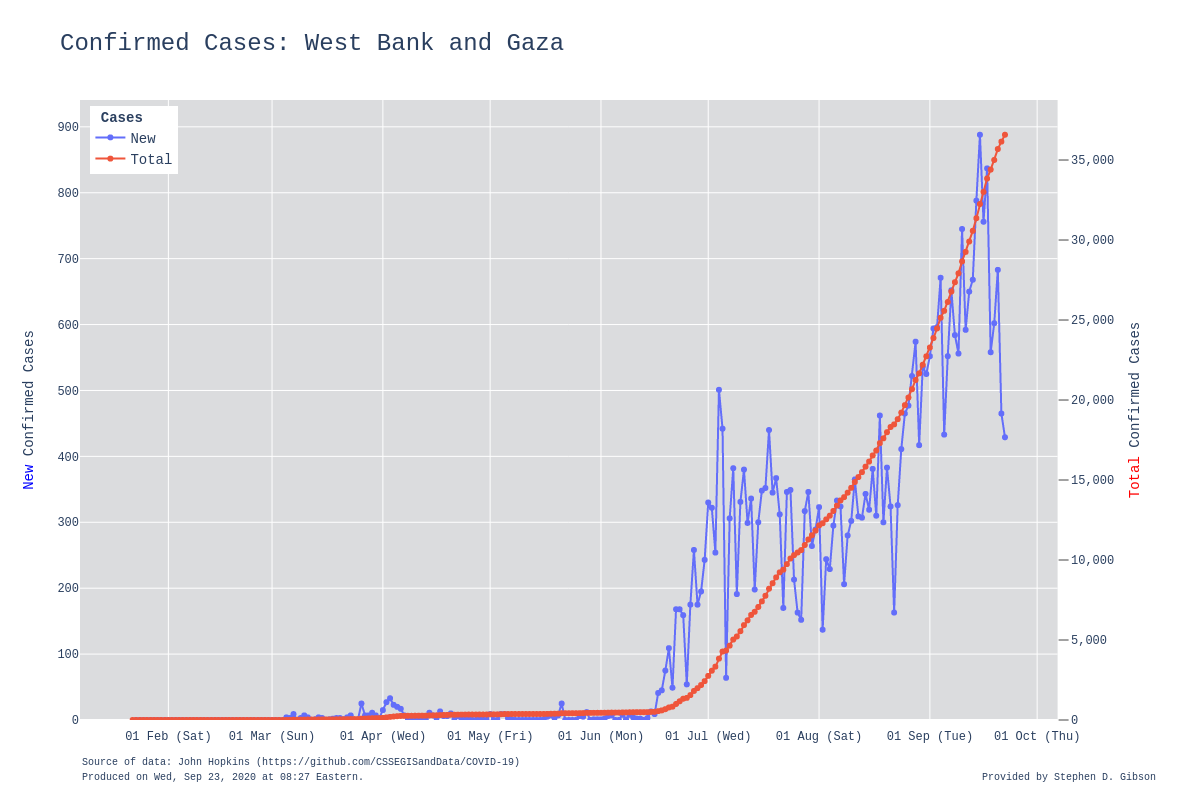 Confirmed Cases: West Bank and Gaza
Cases
New
Total
900
800
700
600
500
400
300
200
100
0
New Confirmed Cases
35,000
30,000
25,000
20,000
15,000
10,000
5,000
0
Total Confirmed Cases
01 Feb (Sat) 01 Mar (Sun) 01 Apr (Wed) 01 May (Fri) 01 Jun (Mon) 01 Jul (Wed) 01 Aug (Sat) 01 Sep (Tue) 01 Oct (Thu)
Source of data: John Hopkins (https://github.com/CSSEGISandData/COVID-19)
Produced on Wed, Sep 23, 2020 at 08:27 Eastern.
Provided by Stephen D. Gibson